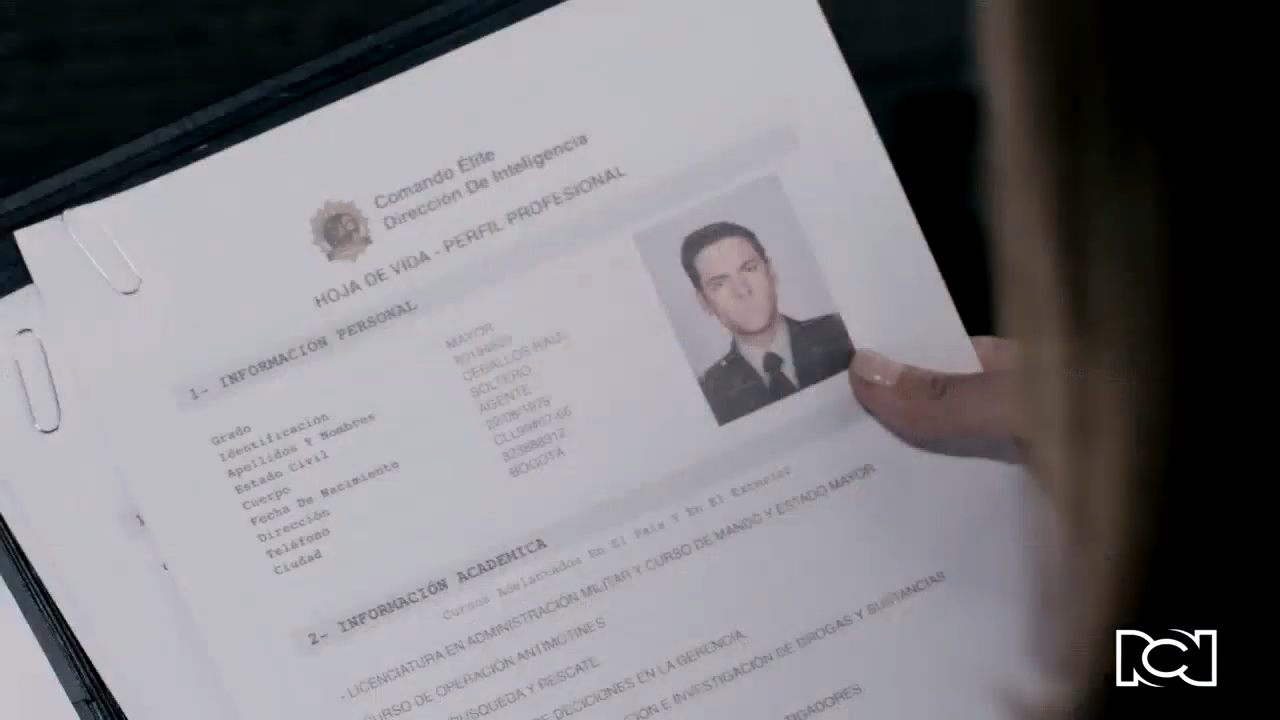 Comando Élite
Dirección De Inteligencia
HOJA DE VIDA - PERFIL PROFESIONAL
1- INFORMACIÓN PERSONAL
Grado MAYOR
Identificación
Apellidos Y Nombres CEBALLOS
Estado Civil SOLTERO
Cuerpo AGENTE
Fecha De Nacimiento
Dirección
Teléfono
Ciudad BOGOTA
2- INFORMACIÓN ACADEMICA
Cursos Adelantados En El Pais Y En El Exterior
- LICENCIATURA EN ADMINISTRACIÓN MILITAR Y CURSO DE MANDO Y ESTADO MAYOR
CURSO DE OPERACIÓN ANTIMOTINES
BUSQUEDA Y RESCATE.
DE DECISIONES EN LA GERENCIA.
E INVESTIGACIÓN DE DROGAS Y SUSTANCIAS
RCN